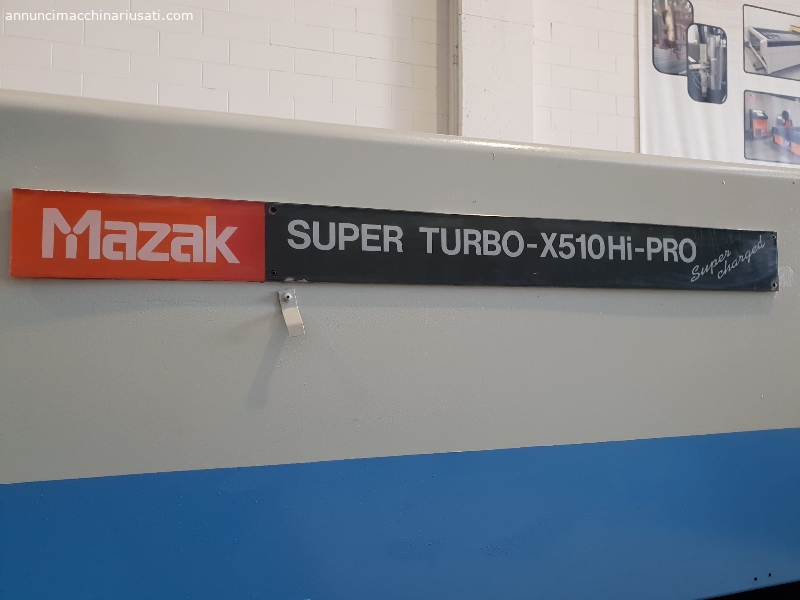 annuncimacchinariusati.com
Mazak SUPER TURBO-X510Hi-PRO
Super
charged